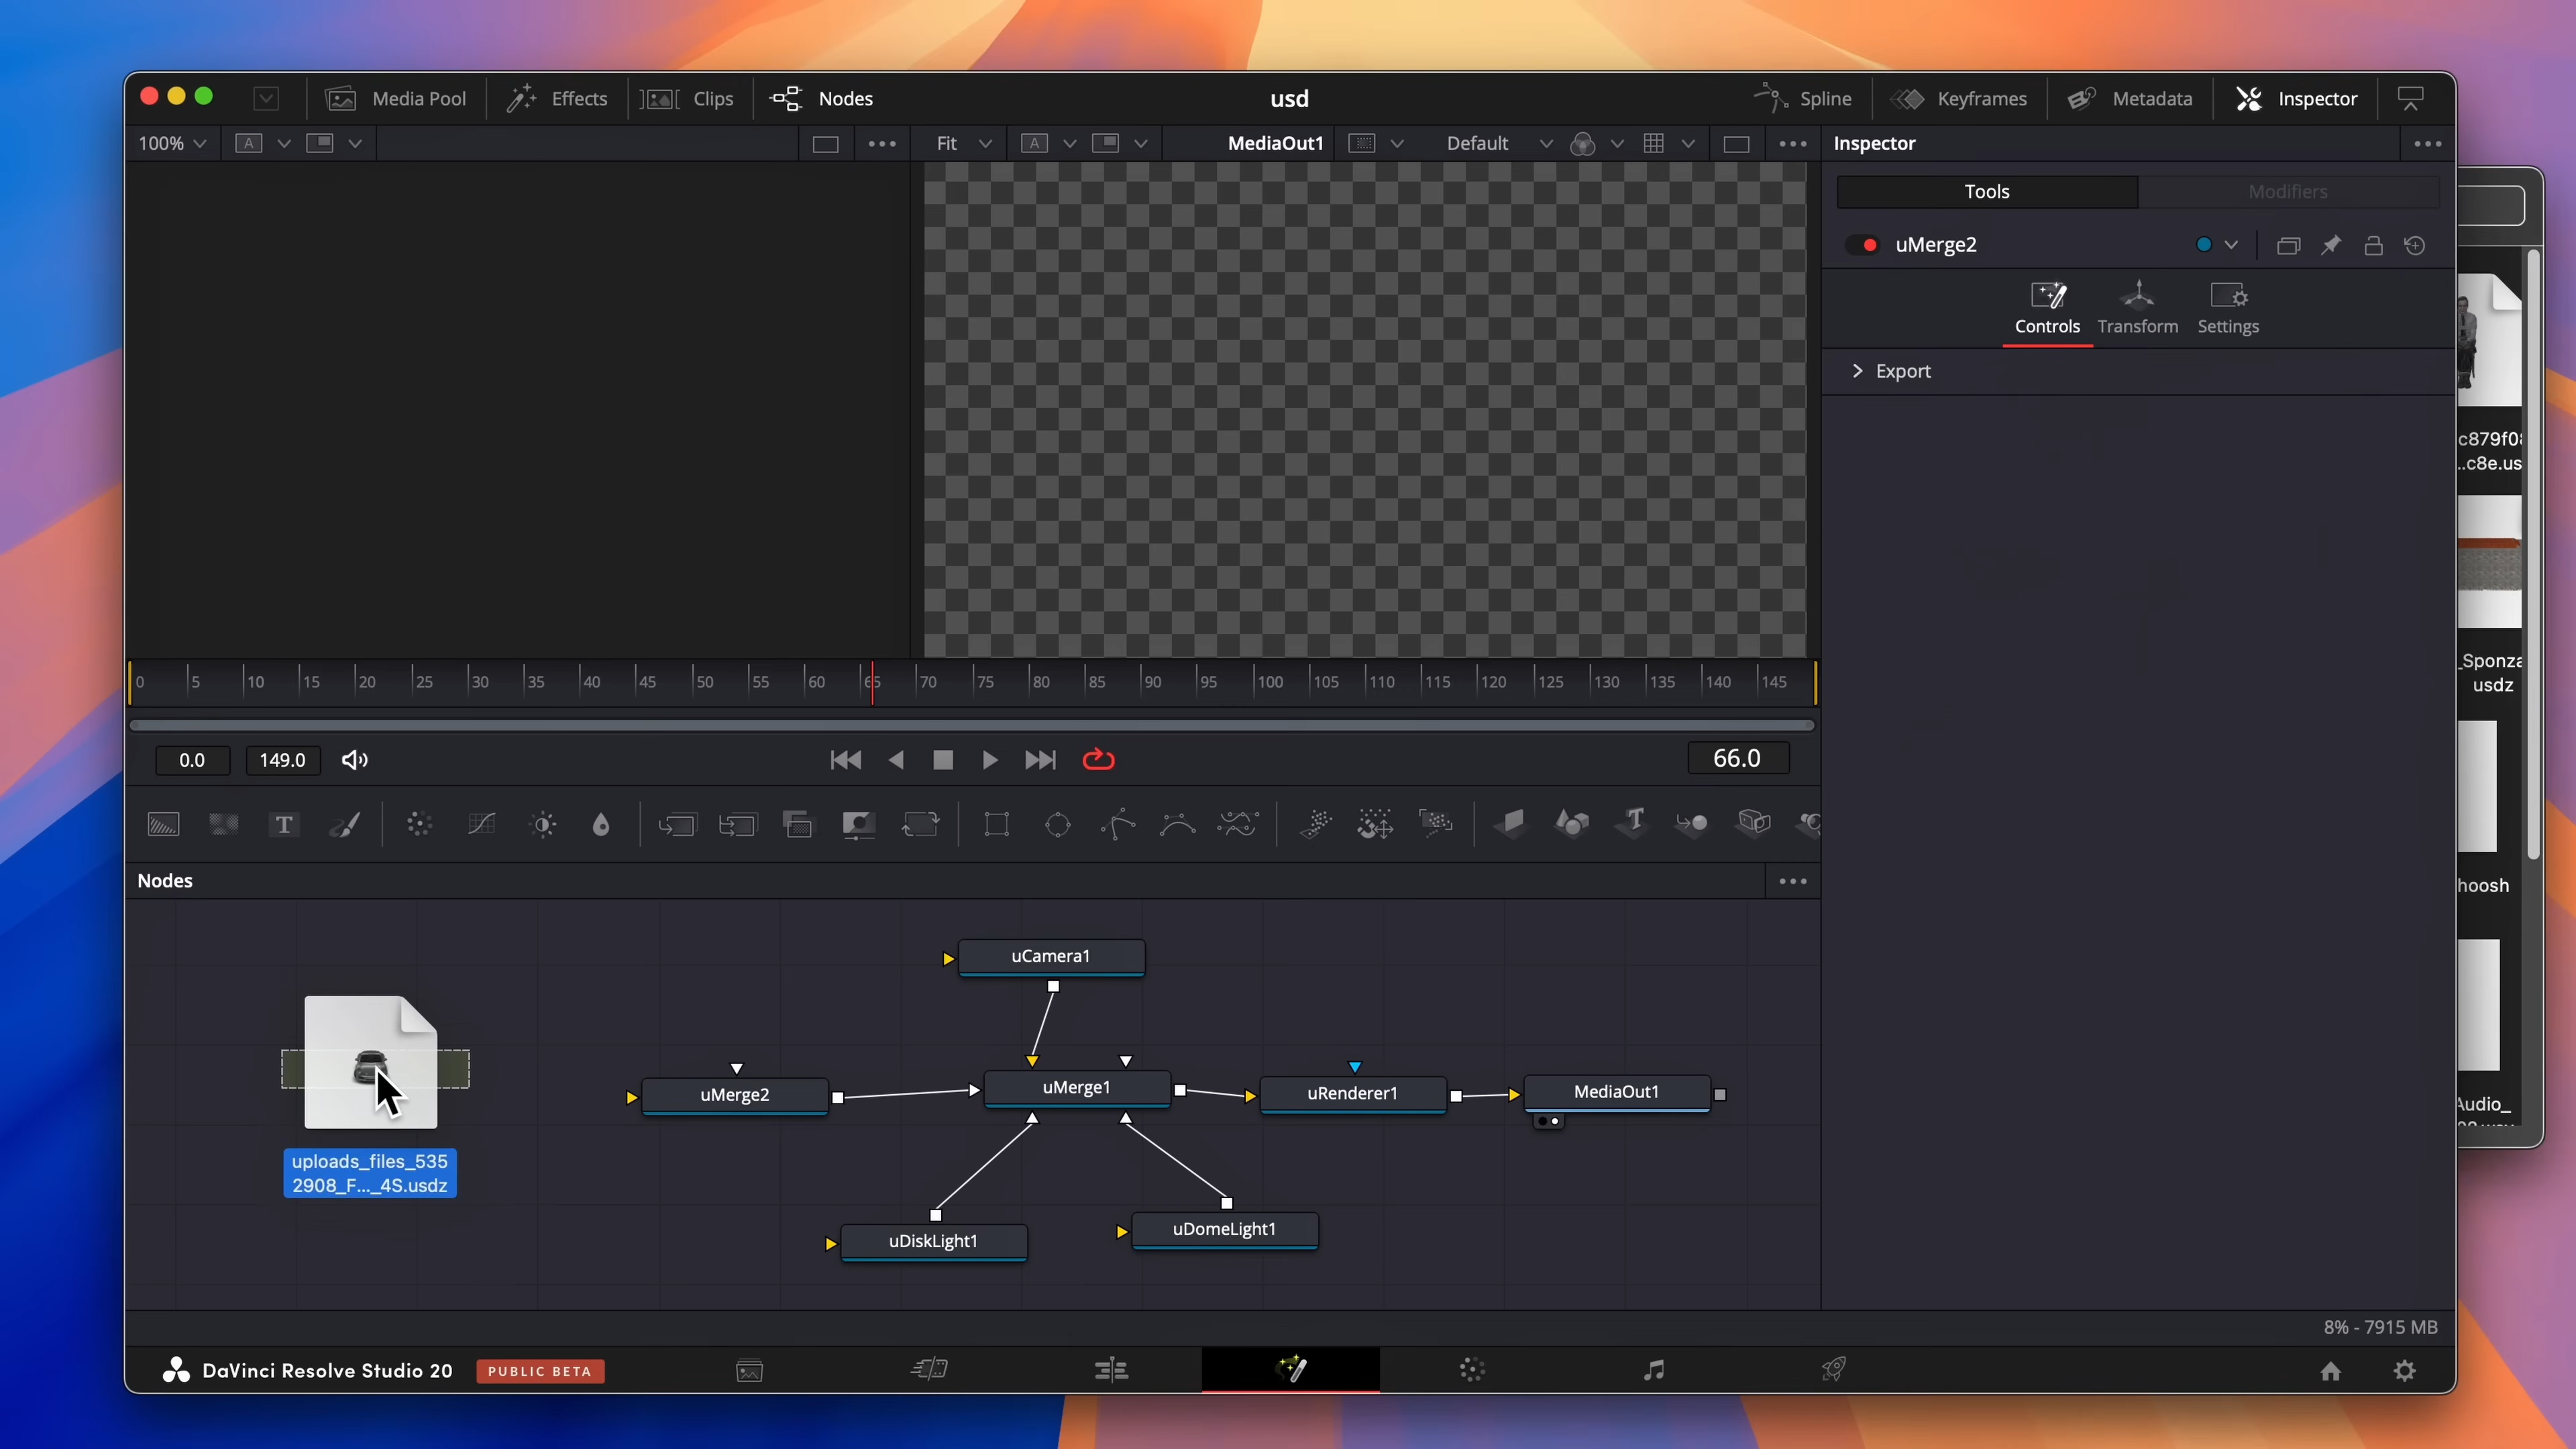 Media Pool
Effects
Clips
Nodes
usd
Spline
Keyframes
Metadata
Inspector
100%
A
Fit
A
MediaOut1
Default
Inspector
Tools
Modifiers
uMerge2
Controls
Transform
Settings
Export
c879f08
...c8e.us
_Sponza
usdz
0 5 10 15 20 25 30 35 40 45 50 55 60 65 70 75 80 85 90 95 100 105 110 115 120 125 130 135 140 145
0.0
149.0
66.0
T
Nodes
hoosh
uCamera1
uMerge2
uMerge1
uRenderer1
MediaOut1
Audio_
uploads_files_535
2908_F..._4S.usdz
uDiskLight1
uDomeLight1
8% - 7915 MB
DaVinci Resolve Studio 20
PUBLIC BETA